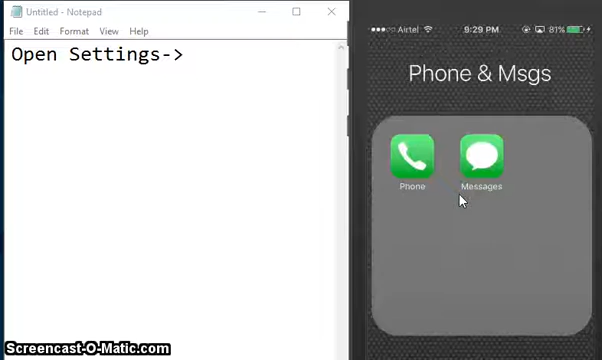 Untitled - Notepad
File Edit Format View Help
Open Settings->
Airtel 9:29 PM 81%
Phone & Msgs
Phone Messages
Screencast-O-Matic.com